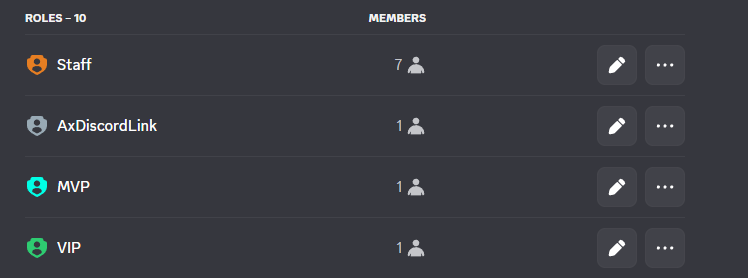 ROLES – 10 MEMBERS
Staff 7
AxDiscordLink 1
MVP 1
VIP 1